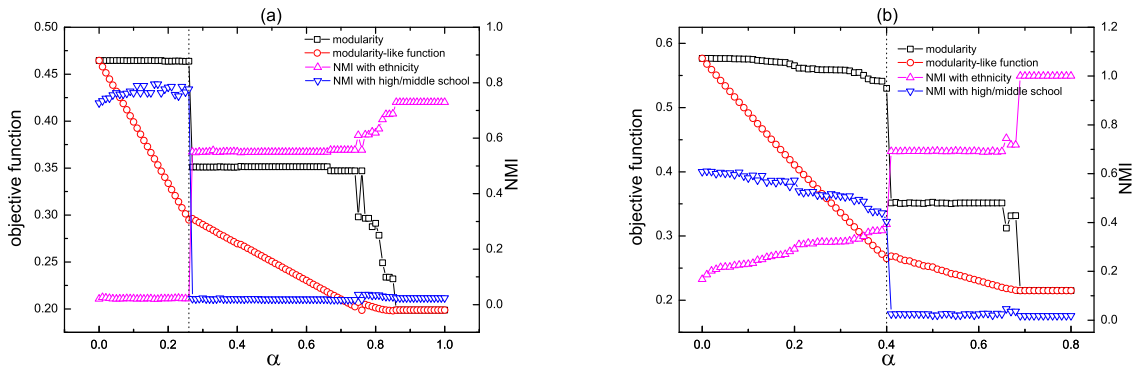 (a)
0.50
0.45
0.40
0.35
0.30
0.25
0.20
objective function
0.0 0.2 0.4 0.6 0.8 1.0
α
1.0
0.8
0.6
0.4
0.2
0.0
NMI
modularity
modularity-like function
NMI with ethnicity
NMI with high/middle school
(b)
0.6
0.5
0.4
0.3
0.2
objective function
0.0 0.2 0.4 0.6 0.8
α
1.2
1.0
0.8
0.6
0.4
0.2
0.0
NMI
modularity
modularity-like function
NMI with ethnicity
NMI with high/middle school